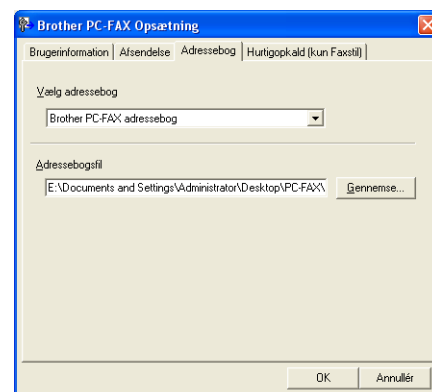 Brother PC-FAX Opsætning
Brugerinformation Afsendelse Adressebog Hurtigopkald (kun Faxstil)
Vælg adressebog
Brother PC-FAX adressebog
Adressebogsfil
E:\Documents and Settings\Administrator\Desktop\PC-FAX\ Gennemse...
OK Annullér